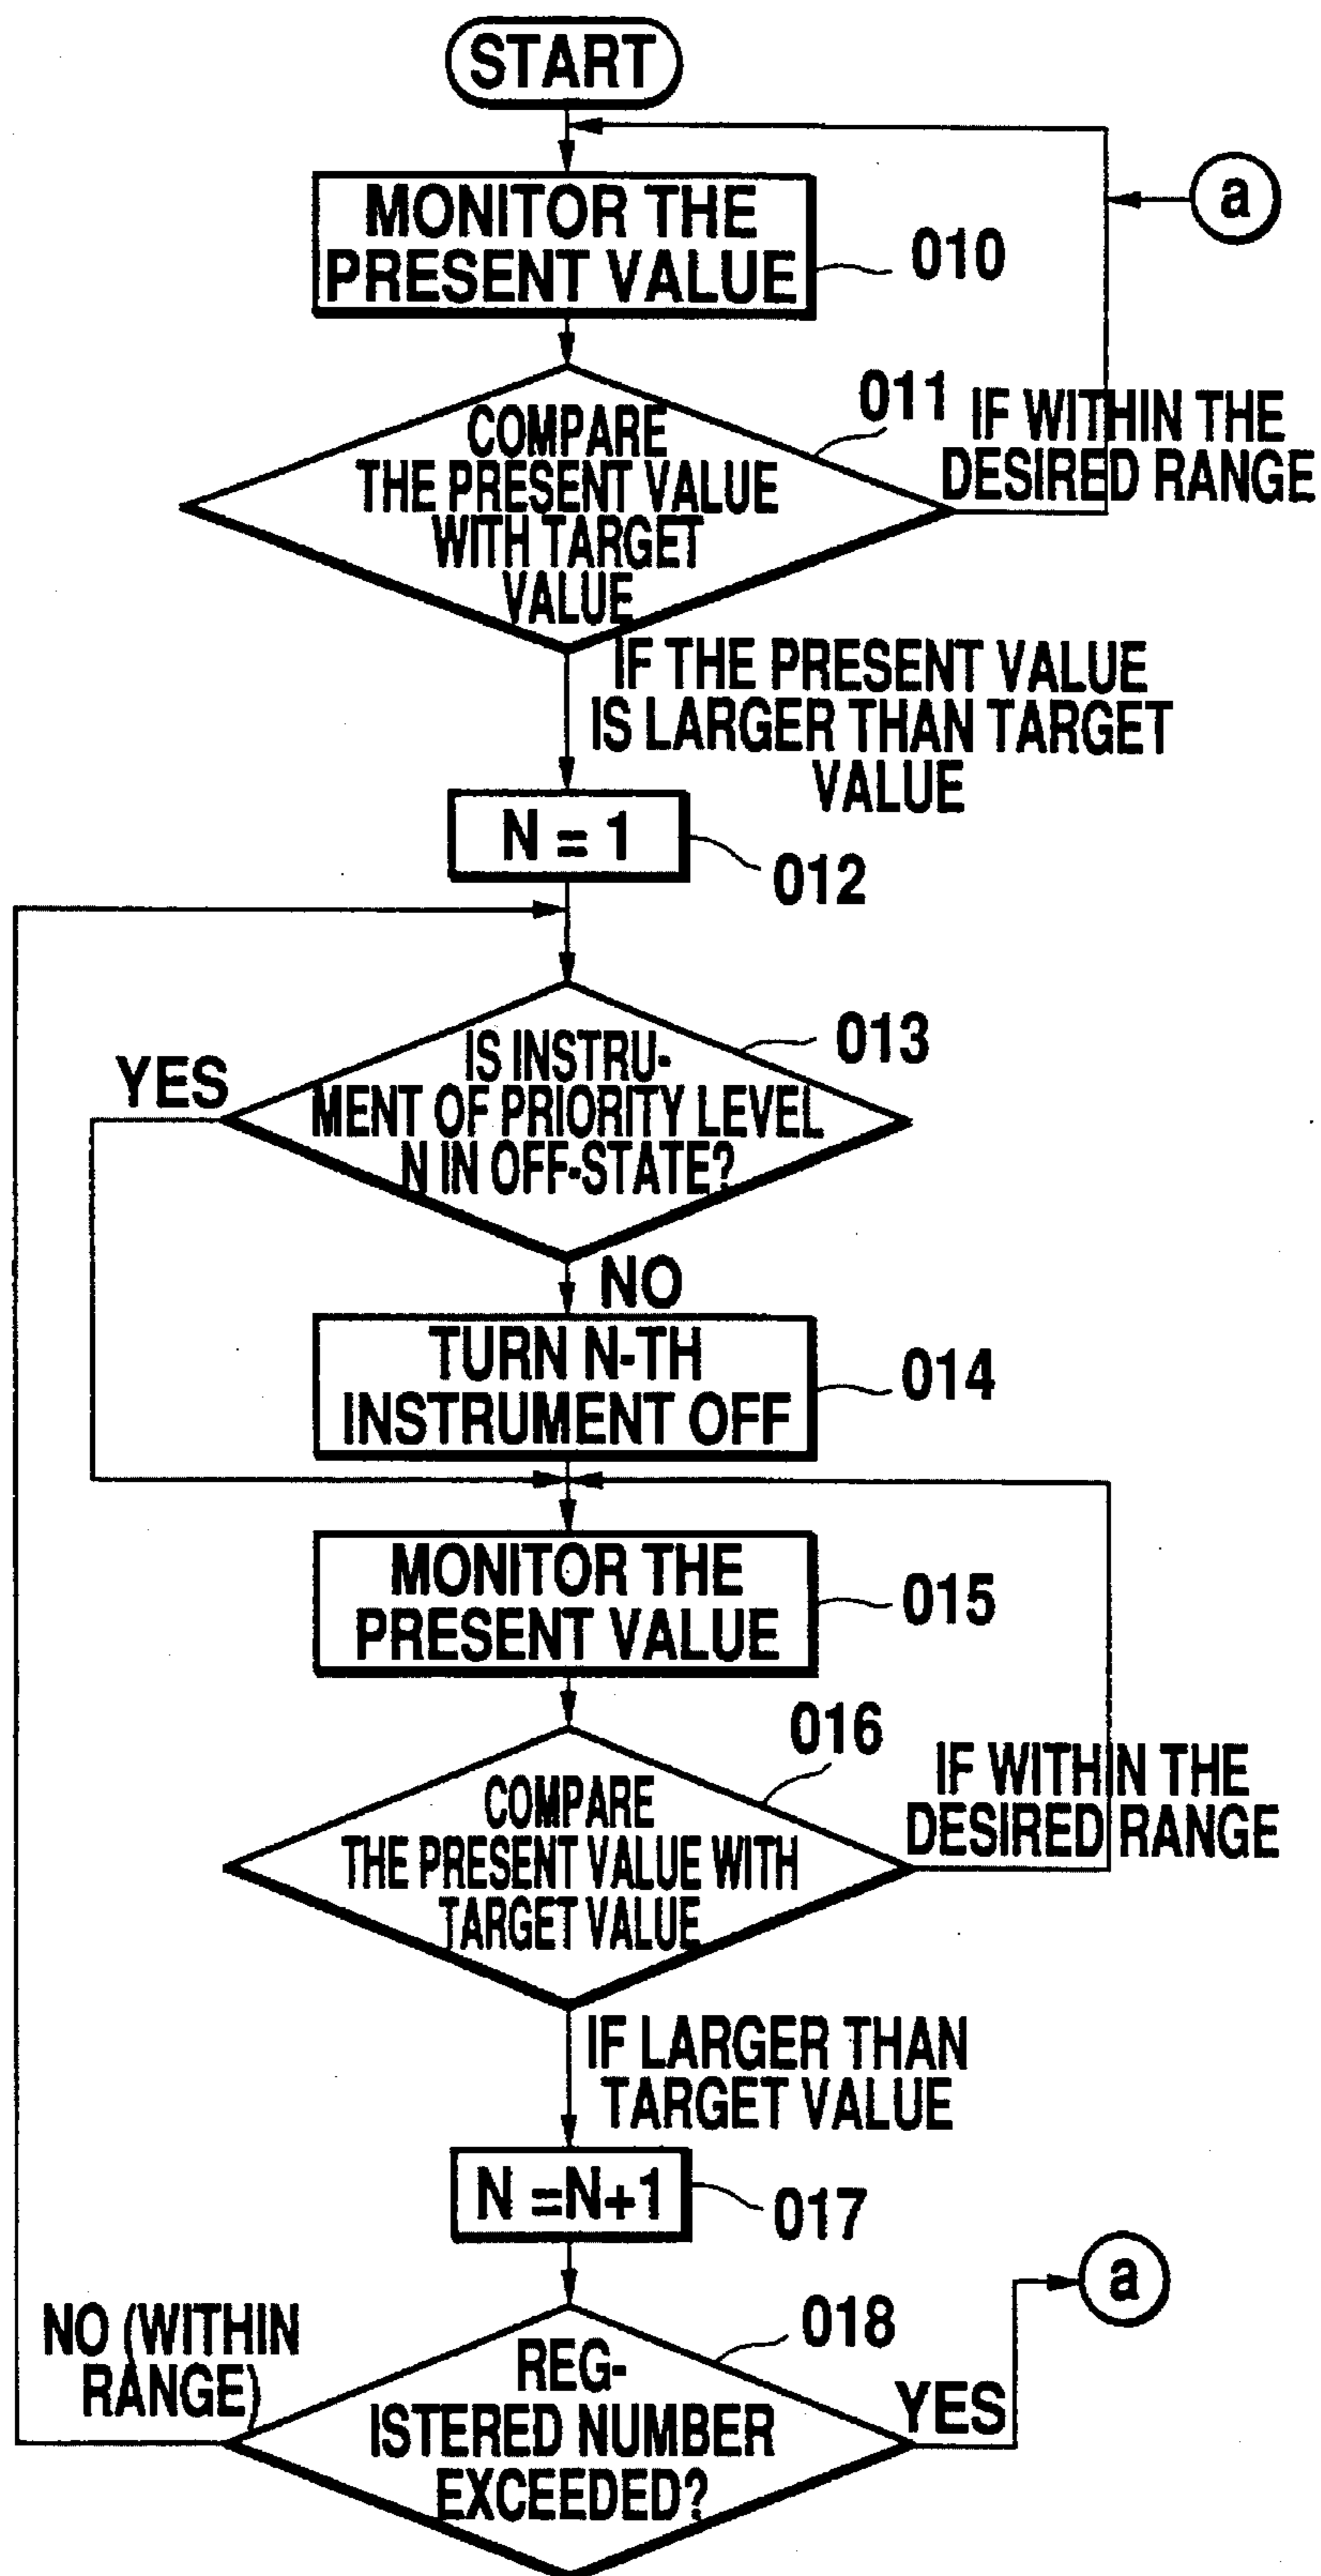 START
a
MONITOR THE
PRESENT VALUE
010
011
IF WITHIN THE
DESIRED RANGE
COMPARE
THE PRESENT VALUE
WITH TARGET
VALUE
IF THE PRESENT VALUE
IS LARGER THAN TARGET
VALUE
N = 1
012
013
YES
IS INSTRU-
MENT OF PRIORITY LEVEL
N IN OFF-STATE?
NO
TURN N-TH
INSTRUMENT OFF
014
MONITOR THE
PRESENT VALUE
015
016
IF WITHIN THE
DESIRED RANGE
COMPARE
THE PRESENT VALUE WITH
TARGET VALUE
IF LARGER THAN
TARGET VALUE
N =N+1
017
a
018
NO (WITHIN
RANGE)
REG-
ISTERED NUMBER
EXCEEDED?
YES